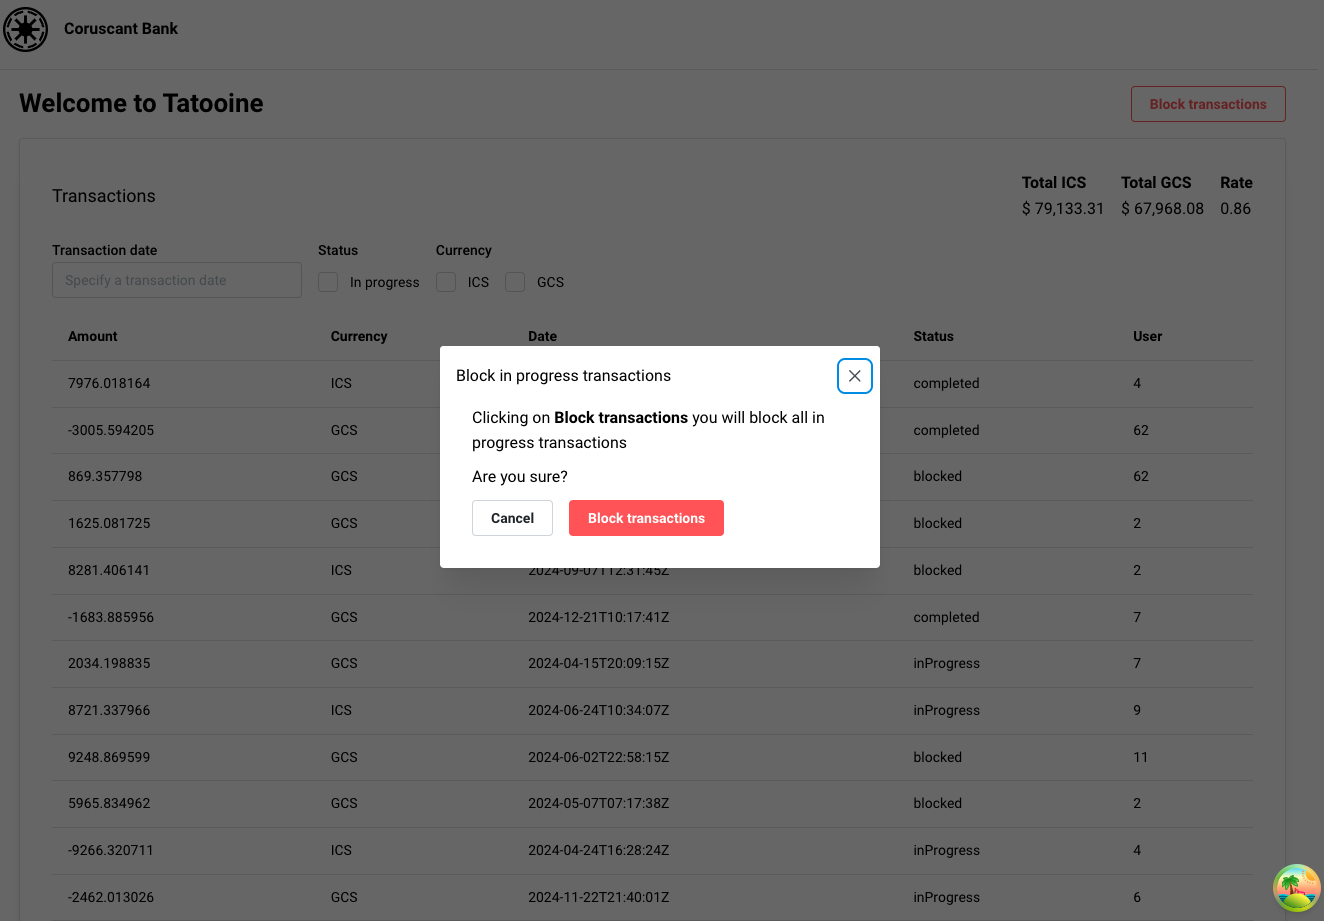 Coruscant Bank
Welcome to Tatooine
Block transactions
Transactions
Total ICS Total GCS Rate
$ 79,133.31 $ 67,968.08 0.86
Transaction date Status Currency
Specify a transaction date In progress ICS GCS
Amount Currency Date Status User
7976.018164 ICS completed 4
-3005.594205 GCS completed 62
869.357798 GCS blocked 62
1625.081725 GCS blocked 2
8281.406141 ICS 2024-09-07T12:31:45Z blocked 2
-1683.885956 GCS 2024-12-21T10:17:41Z completed 7
2034.198835 GCS 2024-04-15T20:09:15Z inProgress 7
8721.337966 ICS 2024-06-24T10:34:07Z inProgress 9
9248.869599 GCS 2024-06-02T22:58:15Z blocked 11
5965.834962 GCS 2024-05-07T07:17:38Z blocked 2
-9266.320711 ICS 2024-04-24T16:28:24Z inProgress 4
-2462.013026 GCS 2024-11-22T21:40:01Z inProgress 6
Block in progress transactions
Clicking on Block transactions you will block all in
progress transactions
Are you sure?
Cancel Block transactions